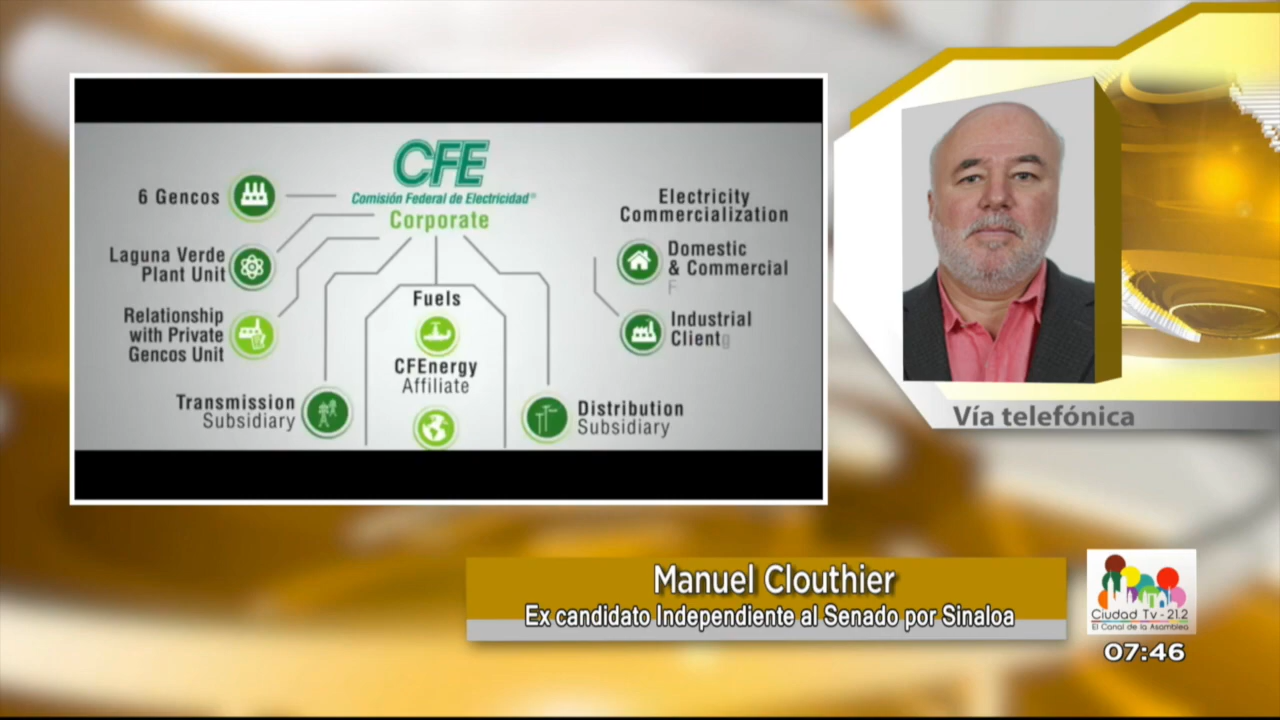 CFE
Comisión Federal de Electricidad®
Corporate
6 Gencos
Laguna Verde
Plant Unit
Relationship
with Private
Gencos Unit
Transmission
Subsidiary
Fuels
CFEnergy
Affiliate
Distribution
Subsidiary
Electricity
Commercialization
Domestic
& Commercial
F
Industrial
Client
Vía telefónica
Manuel Clouthier
Ex candidato Independiente al Senado por Sinaloa
Ciudad Tv - 21.2
El Canal de la Asamblea
07:46